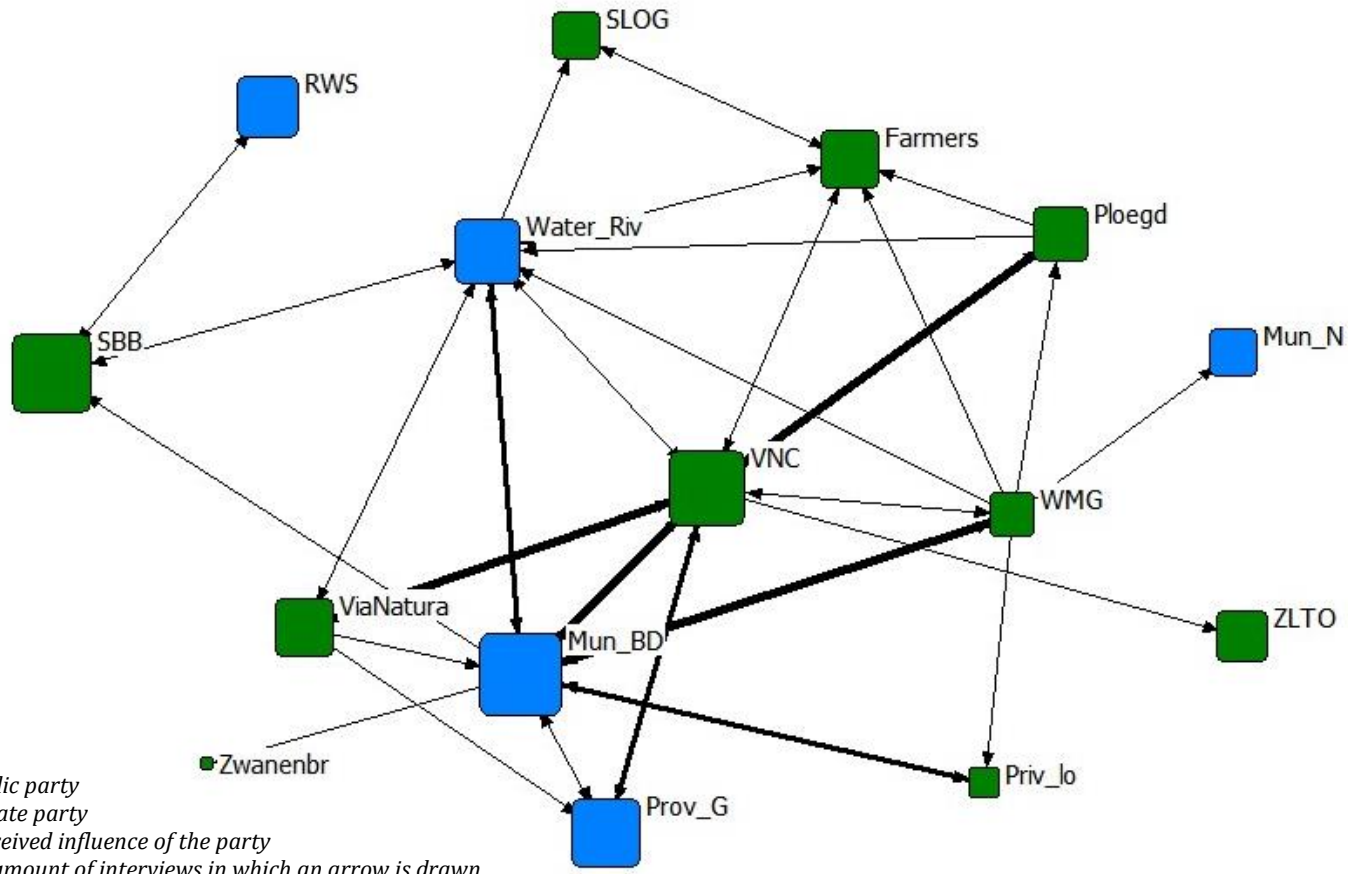 SLOG
RWS
Farmers
Ploegd
Water_Riv
Mun_N
SBB
VNC
WMG
ViaNatura
ZLTO
Mun_BD
Zwanenbr
Priv_lo
Prov_G
lic party
ate party
ceived influence of the party
amount of interviews in which an arrow is drawn